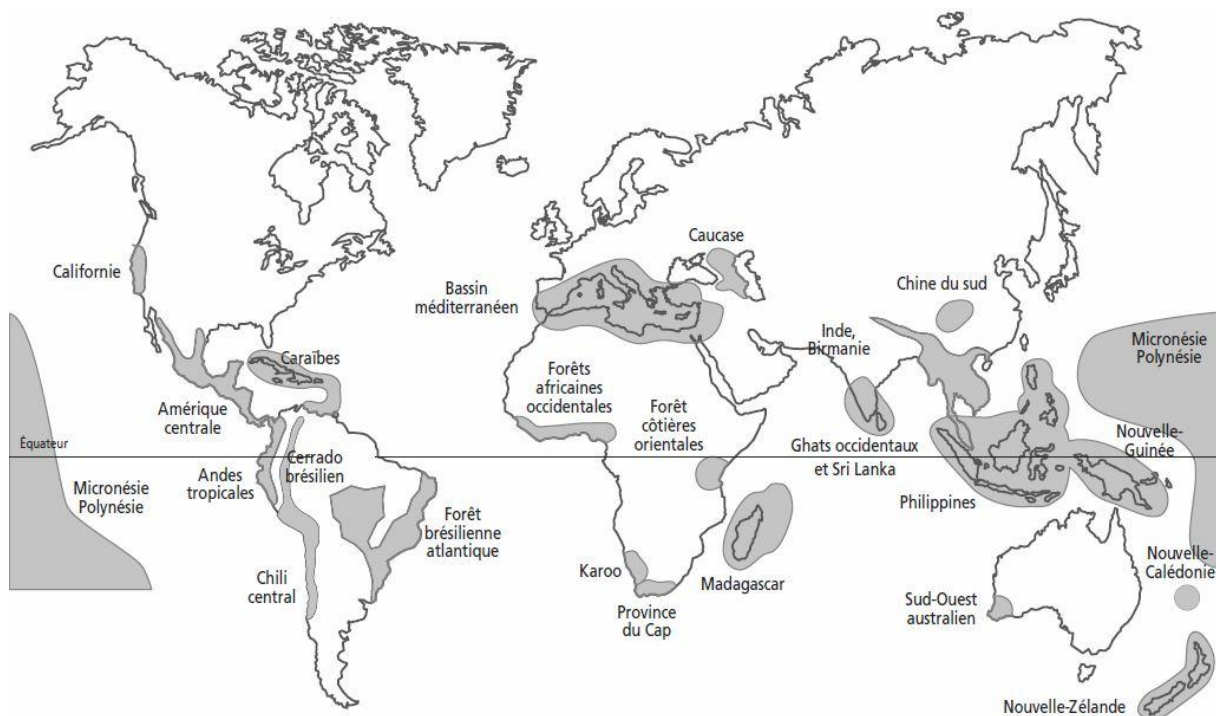 Caucase
Californie
Bassin
méditerranéen
Chine du sud
Inde,
Birmanie
Micronésie
Polynésie
Caraïbes
Forêts
africaines
occidentales
Forêt
côtières
orientales
Amérique
centrale
Équateur
Cerrado
brésilien
Ghats occidentaux
et Sri Lanka
Nouvelle-
Guinée
Andes
tropicales
Micronésie
Polynésie
Philippines
Forêt
brésilienne
atlantique
Chili
central
Karoo
Madagascar
Nouvelle-
Calédonie
Province
du Cap
Sud-Ouest
australien
Nouvelle-Zélande